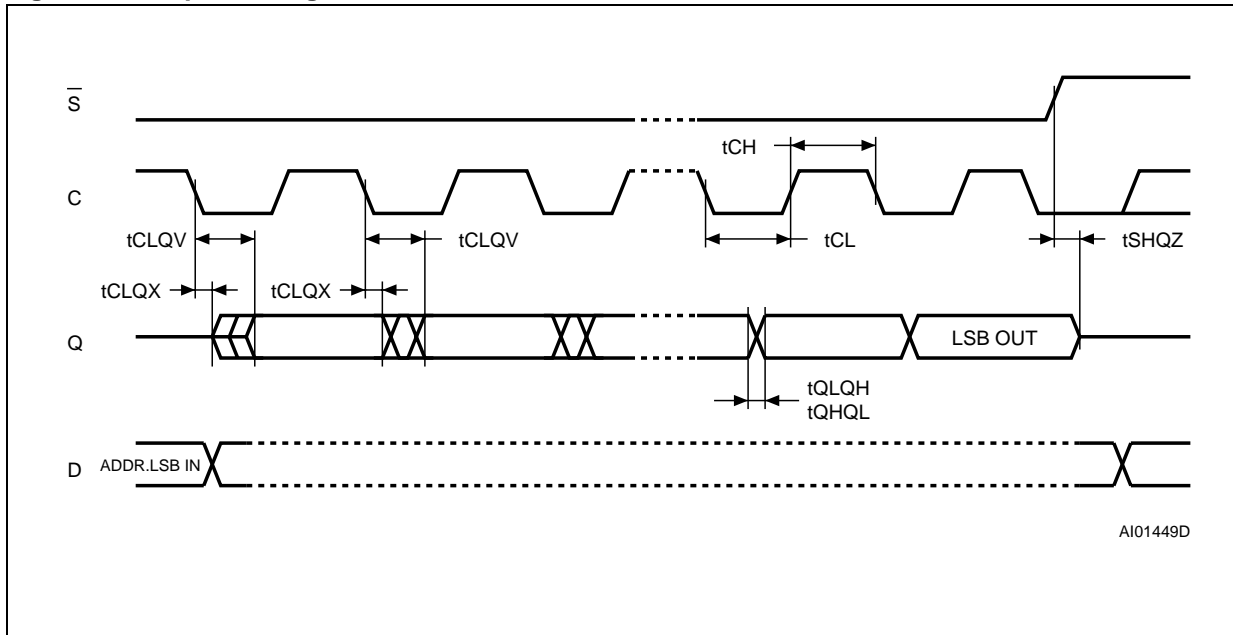 S
tCH
C
tCLQV
tCLQV
tCL
tSHQZ
tCLQX
tCLQX
Q
LSB OUT
tQLQH
tQHQL
D
ADDR.LSB IN
AI01449D